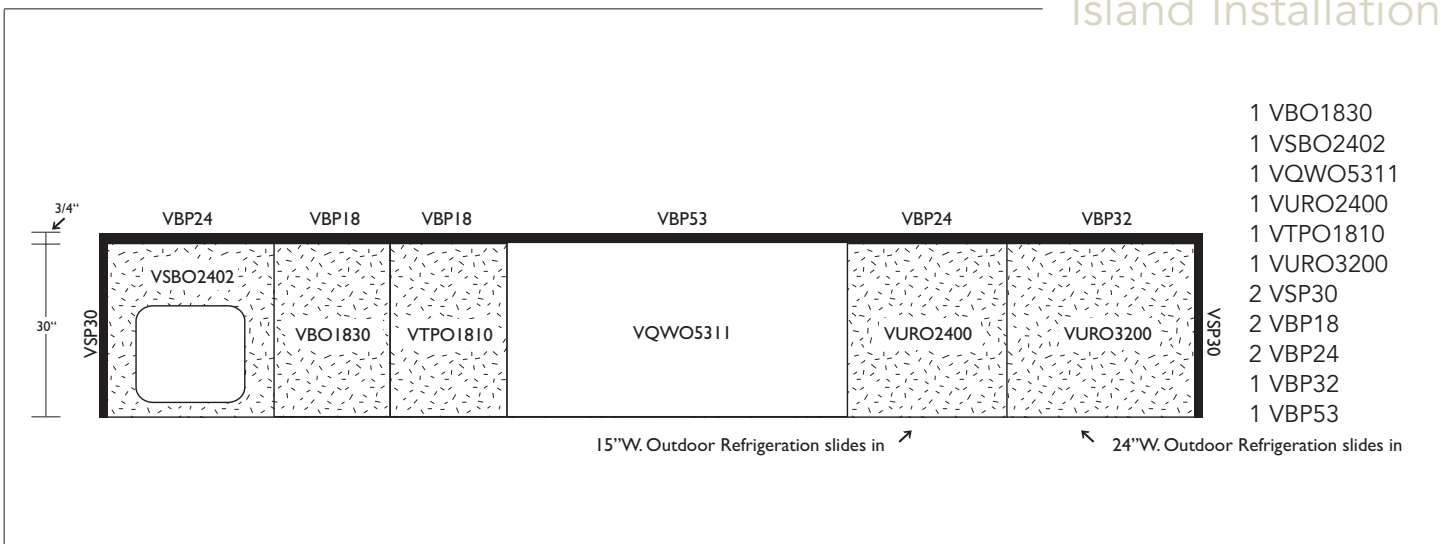 Island Installation
1 VBO1830
1 VSBO2402
1 VQWO5311
1 VURO2400
1 VTPO1810
1 VURO3200
2 VSP30
2 VBP18
2 VBP24
1 VBP32
1 VBP53
3/4“
VBP24 VBP18 VBP18 VBP53 VBP24 VBP32
VSBO2402
30“
VSP30
VBO1830 VTPO1810 VQWO5311 VURO2400 VURO3200
VSP30
15”W. Outdoor Refrigeration slides in
24”W. Outdoor Refrigeration slides in